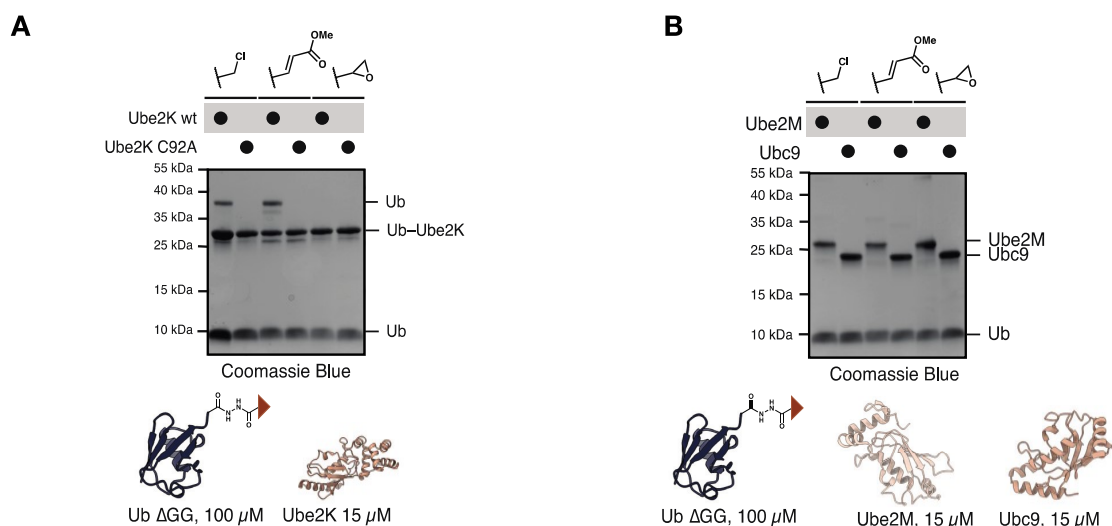 A
Cl
OMe
O
O
Ube2K wt
Ube2K C92A
55 kDa
40 kDa
35 kDa
25 kDa
15 kDa
10 kDa
Ub
Ub–Ube2K
Ub
Coomassie Blue
O
H
N
N
H
O
Ub ΔGG, 100 μM
Ube2K 15 μM
B
Cl
OMe
O
O
Ube2M
Ubc9
55 kDa
40 kDa
35 kDa
25 kDa
15 kDa
10 kDa
Ube2M
Ubc9
Ub
Coomassie Blue
O
H
N
N
H
O
Ub ΔGG, 100 μM
Ube2M. 15 μM
Ubc9. 15 μM